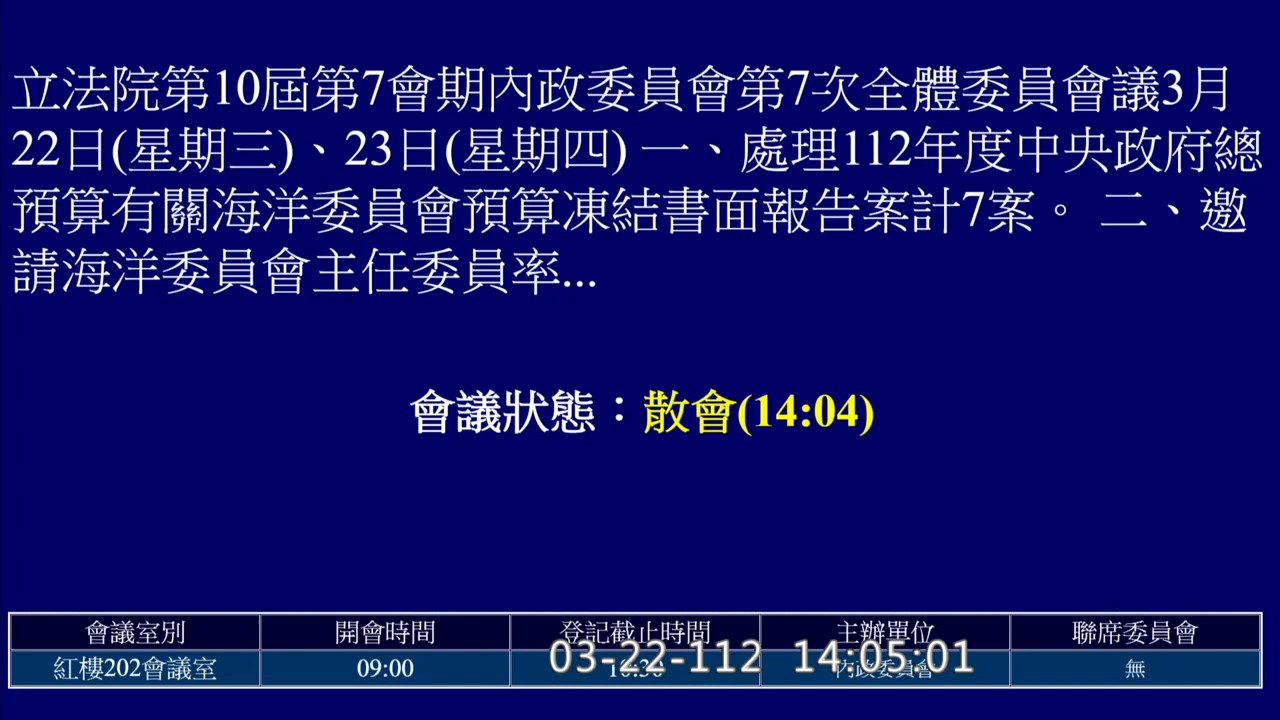 立法院第10屆第7會期內政委員會第7次全體委員會議3月
22日(星期三)、23日(星期四) 一、處理112年度中央政府總
預算有關海洋委員會預算凍結書面報告案計7案。 二、邀
請海洋委員會主任委員率...
會議狀態：散會(14:04)
會議室別 開會時間 登記截止時間 主辦單位 聯席委員會
紅樓202會議室 09:00 10:30 內政委員會 無
03-22-112 14:05:01